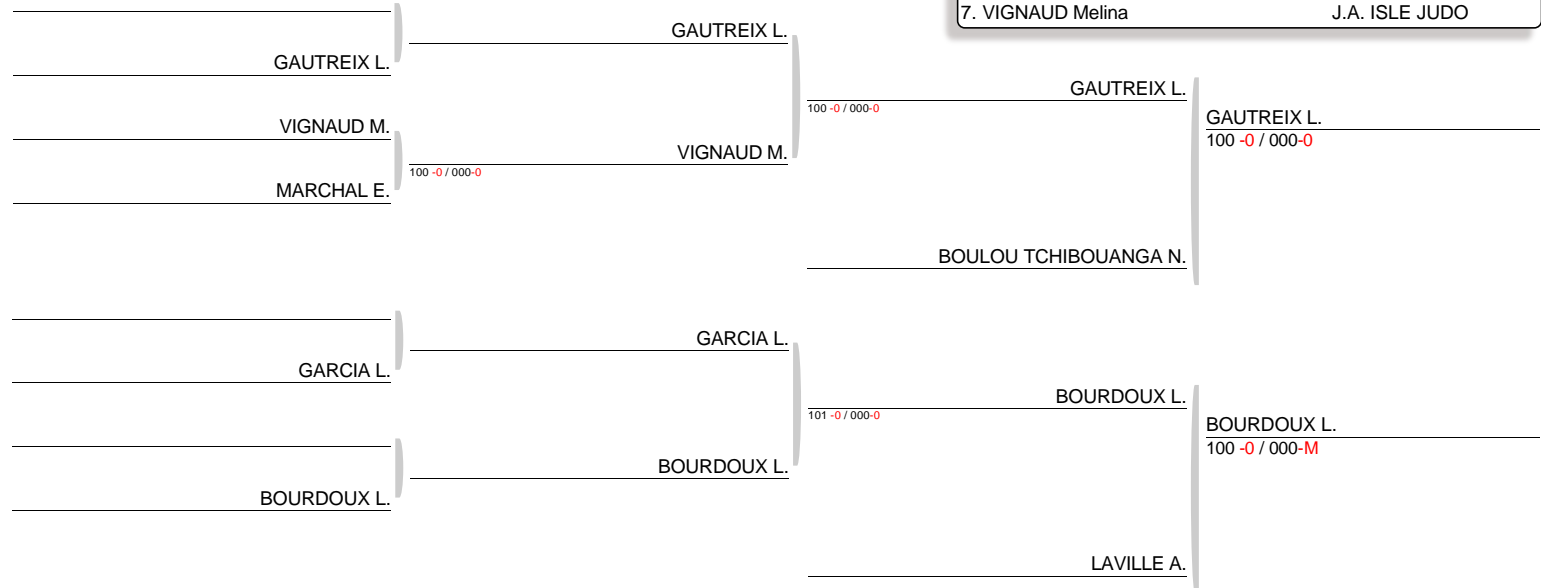 7. VIGNAUD Melina J.A. ISLE JUDO
GAUTREIX L.
GAUTREIX L.
GAUTREIX L.
100 -0 / 000-0
GAUTREIX L.
100 -0 / 000-0
VIGNAUD M.
VIGNAUD M.
100 -0 / 000-0
MARCHAL E.
BOULOU TCHIBOUANGA N.
GARCIA L.
GARCIA L.
BOURDOUX L.
101 -0 / 000-0
BOURDOUX L.
100 -0 / 000-M
BOURDOUX L.
BOURDOUX L.
LAVILLE A.